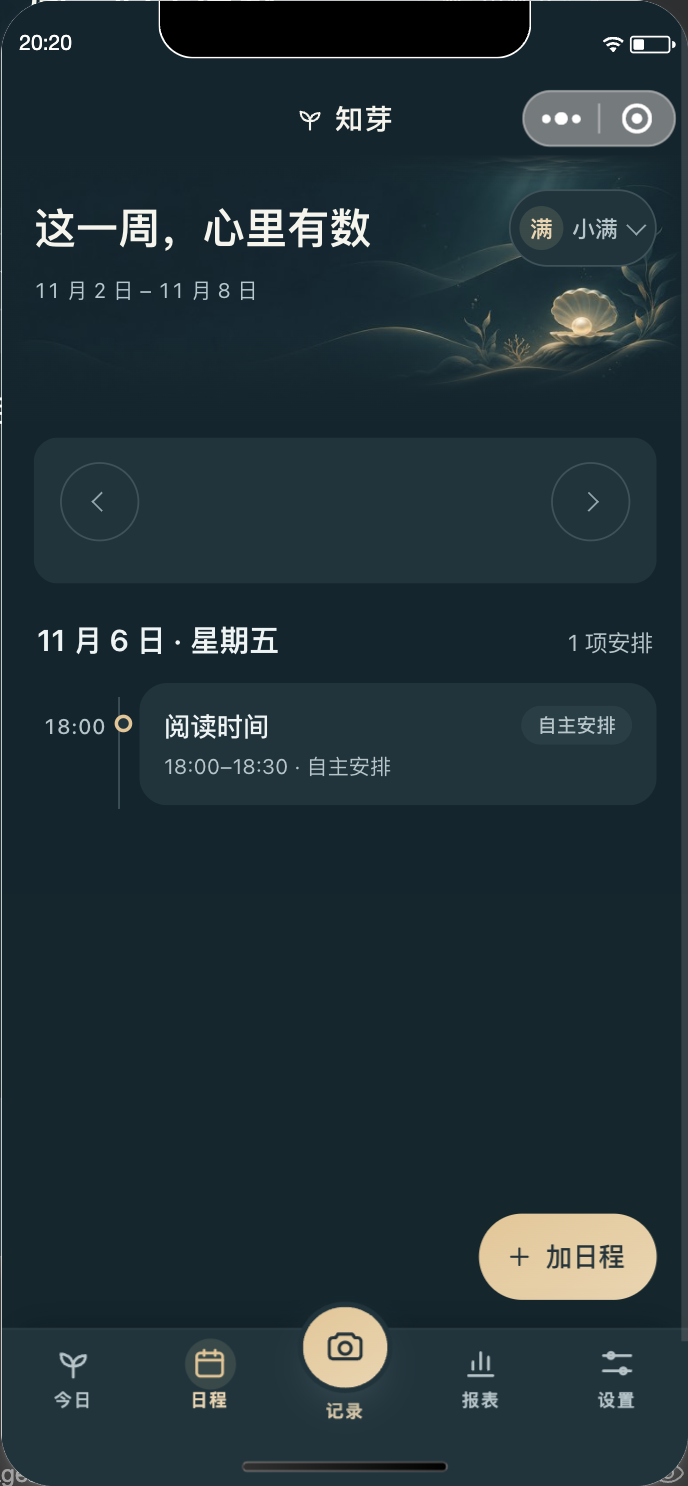 20:20
知芽
这一周，心里有数
满 小满
11 月 2 日 – 11 月 8 日
11 月 6 日 · 星期五
1 项安排
18:00
阅读时间
自主安排
18:00–18:30 · 自主安排
+ 加日程
今日
日程
记录
报表
设置